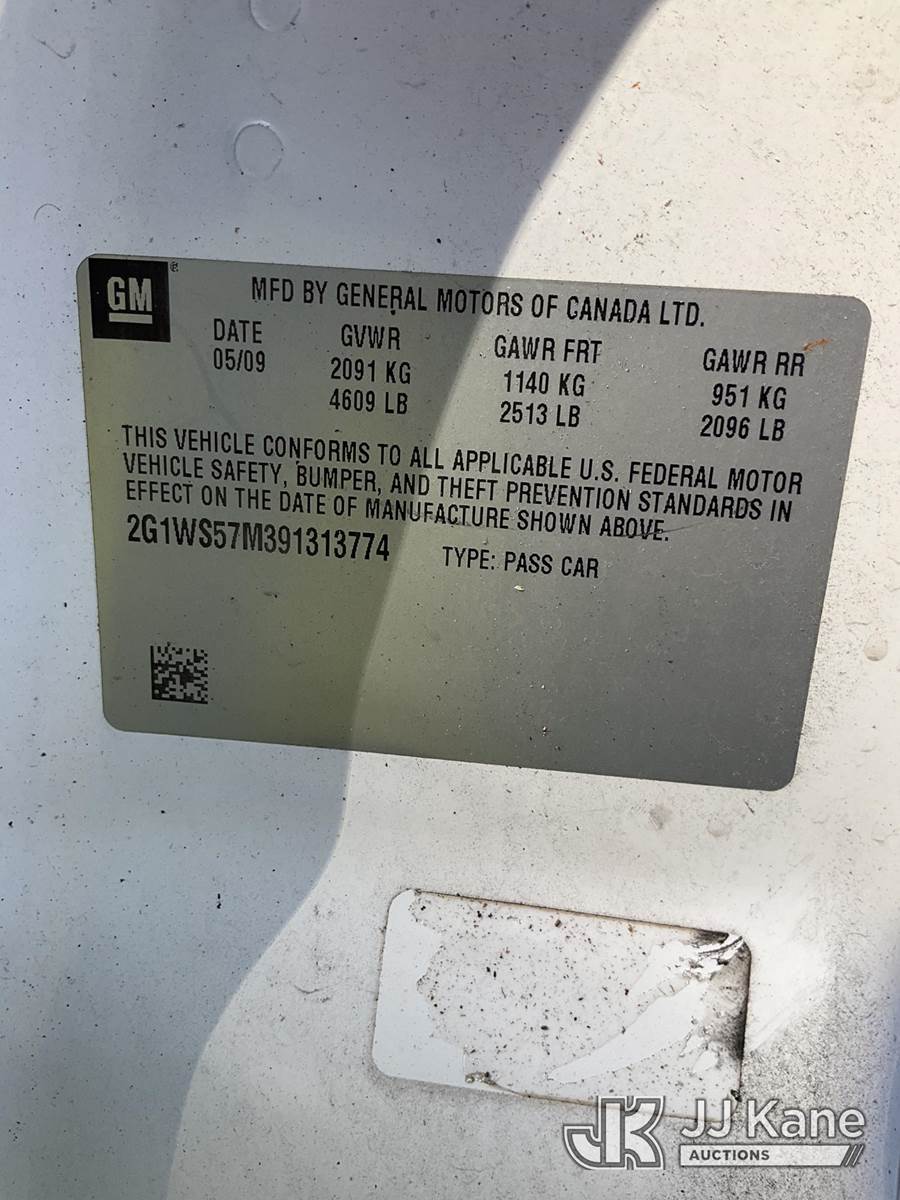 GM
MFD BY GENERAL MOTORS OF CANADA LTD.
DATE GVWR GAWR FRT GAWR RR
05/09 2091 KG 1140 KG 951 KG
4609 LB 2513 LB 2096 LB
THIS VEHICLE CONFORMS TO ALL APPLICABLE U.S. FEDERAL MOTOR
VEHICLE SAFETY, BUMPER, AND THEFT PREVENTION STANDARDS IN
EFFECT ON THE DATE OF MANUFACTURE SHOWN ABOVE.
2G1WS57M391313774 TYPE: PASS CAR
JK JJ Kane
AUCTIONS